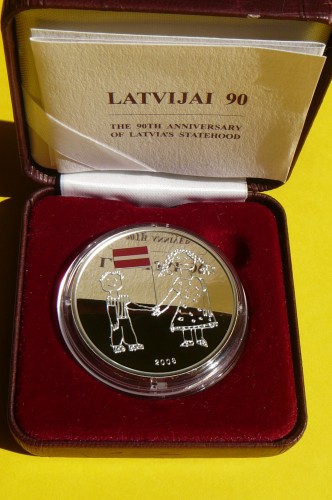 LATVIJAI 90
THE 90TH ANNIVERSARY
OF LATVIA'S STATEHOOD
2008